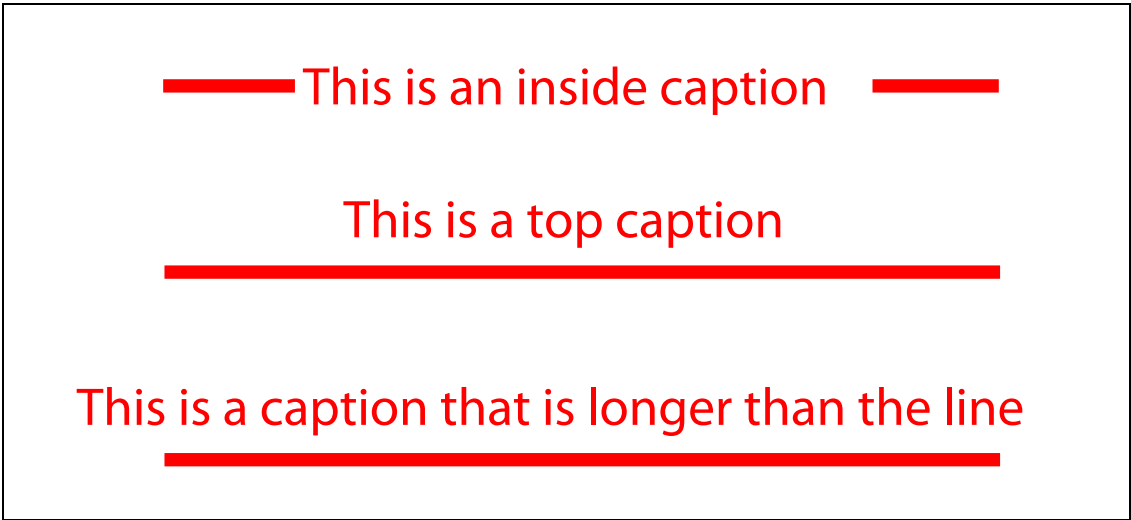 This is an inside caption
This is a top caption
This is a caption that is longer than the line